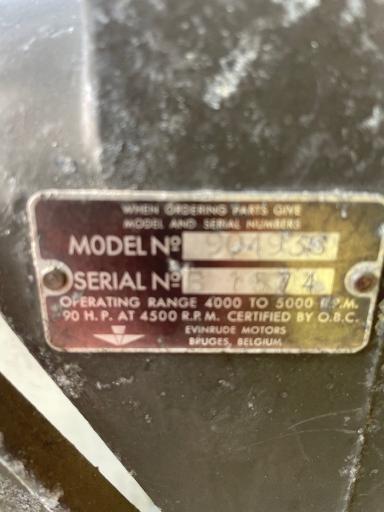 WHEN ORDERING PARTS GIVE
MODEL AND SERIAL NUMBERS
MODEL Nº
SERIAL Nº
OPERATING RANGE 4000 TO 5000 R.P.M.
90 H.P. AT 4500 R.P.M. CERTIFIED BY O.B.C.
EVINRUDE MOTORS
BRUGES, BELGIUM